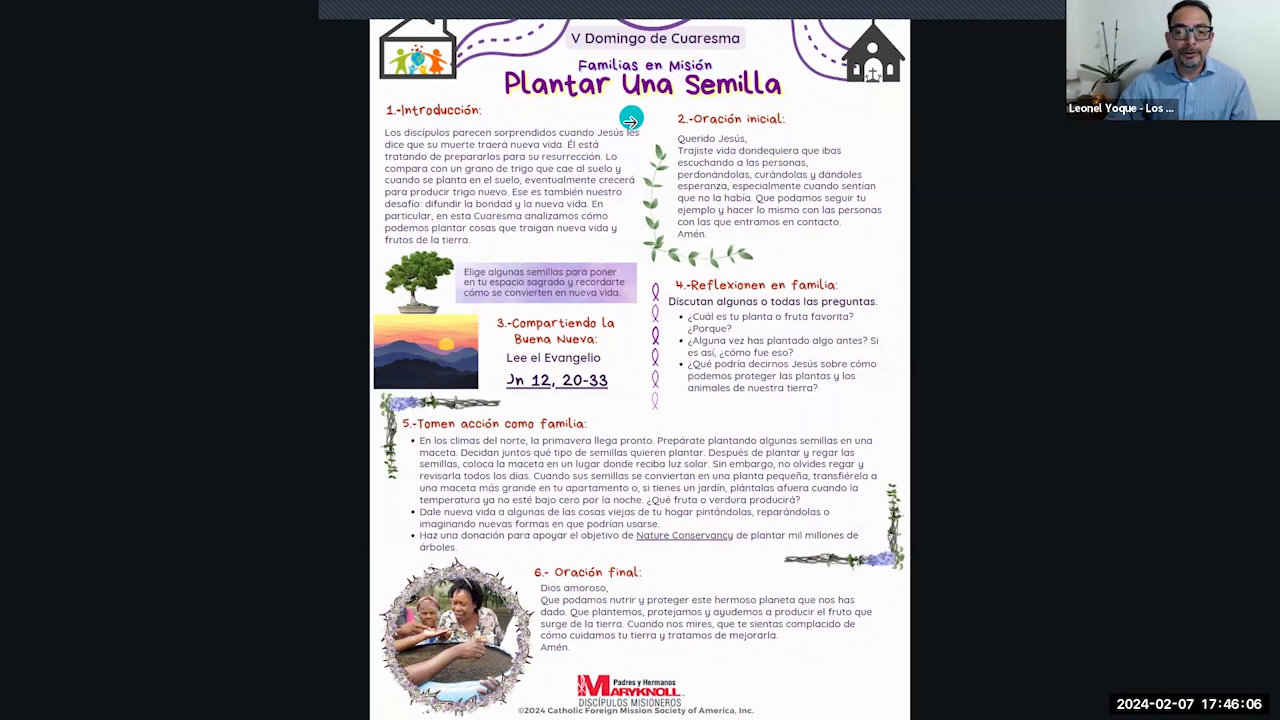 V Domingo de Cuaresma
Familias en Misión
Plantar Una Semilla
1.-Introducción:
Los discípulos parecen sorprendidos cuando Jesús les
dice que su muerte traerá nueva vida. Él está
tratando de prepararlos para su resurrección. Lo
compara con un grano de trigo que cae al suelo y
cuando se planta en el suelo, eventualmente crecerá
para producir trigo nuevo. Ese es también nuestro
desafío: difundir la bondad y la nueva vida. En
particular, en esta Cuaresma analizamos cómo
podemos plantar cosas que traigan nueva vida y
frutos de la tierra.
Elige algunas semillas para poner
en tu espacio sagrado y recordarte
cómo se convierten en nueva vida.
2.-Oración inicial:
Querido Jesús,
Trajiste vida dondequiera que ibas
escuchando a las personas,
perdonándolas, curándolas y dándoles
esperanza, especialmente cuando sentían
que no la había. Que podamos seguir tu
ejemplo y hacer lo mismo con las personas
con las que entramos en contacto.
Amén.
3.-Compartiendo la
Buena Nueva:
Lee el Evangelio
Jn 12, 20-33
4.-Reflexionen en familia:
Discutan algunas o todas las preguntas.
• ¿Cuál es tu planta o fruta favorita?
¿Porque?
• ¿Alguna vez has plantado algo antes? Si
es así, ¿cómo fue eso?
• ¿Qué podría decirnos Jesús sobre cómo
podemos proteger las plantas y los
animales de nuestra tierra?
5.-Tomen acción como familia:
• En los climas del norte, la primavera llega pronto. Prepárate plantando algunas semillas en una
maceta. Decidan juntos qué tipo de semillas quieren plantar. Después de plantar y regar las
semillas, coloca la maceta en un lugar donde reciba luz solar. Sin embargo, no olvides regar y
revisarla todos los días. Cuando sus semillas se conviertan en una planta pequeña, transfiérela a
una maceta más grande en tu apartamento o, si tienes un jardín, plántalas afuera cuando la
temperatura ya no esté bajo cero por la noche. ¿Qué fruta o verdura producirá?
• Dale nueva vida a algunas de las cosas viejas de tu hogar pintándolas, reparándolas o
imaginando nuevas formas en que podrían usarse.
• Haz una donación para apoyar el objetivo de Nature Conservancy de plantar mil millones de
árboles.
6.- Oración final:
Dios amoroso,
Que podamos nutrir y proteger este hermoso planeta que nos has
dado. Que plantemos, protejamos y ayudemos a producir el fruto que
surge de la tierra. Cuando nos mires, que te sientas complacido de
cómo cuidamos tu tierra y tratamos de mejorarla.
Amén.
Padres y Hermanos
MARYKNOLL
DISCÍPULOS MISIONEROS
©2024 Catholic Foreign Mission Society of America, Inc.
Leonel Yoque - Los ...
2024-02-07 17:46:06